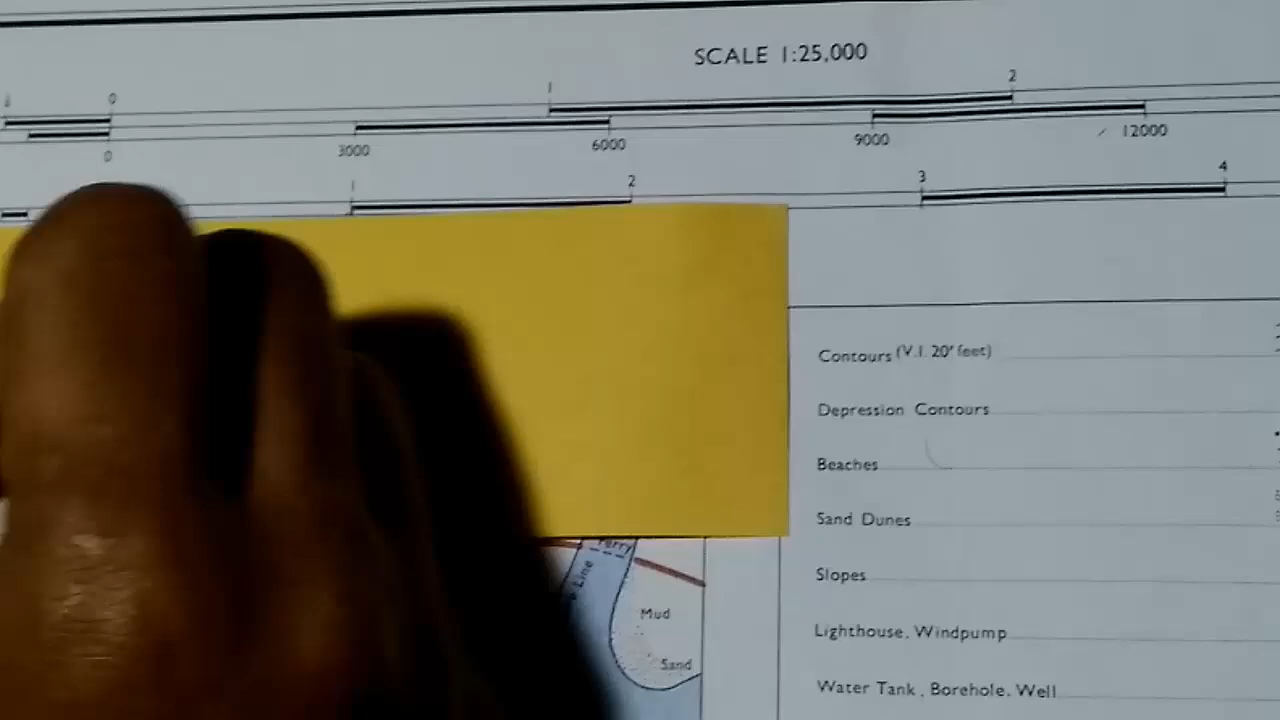 SCALE 1:25,000
0 1 2
0 3000 6000 9000 12000
1 2 3 4
Contours (V.I. 20' feet)
Depression Contours
Beaches
Sand Dunes
Slopes
Lighthouse, Windpump
Water Tank, Borehole, Well
Ferry
Line
Mud
Sand